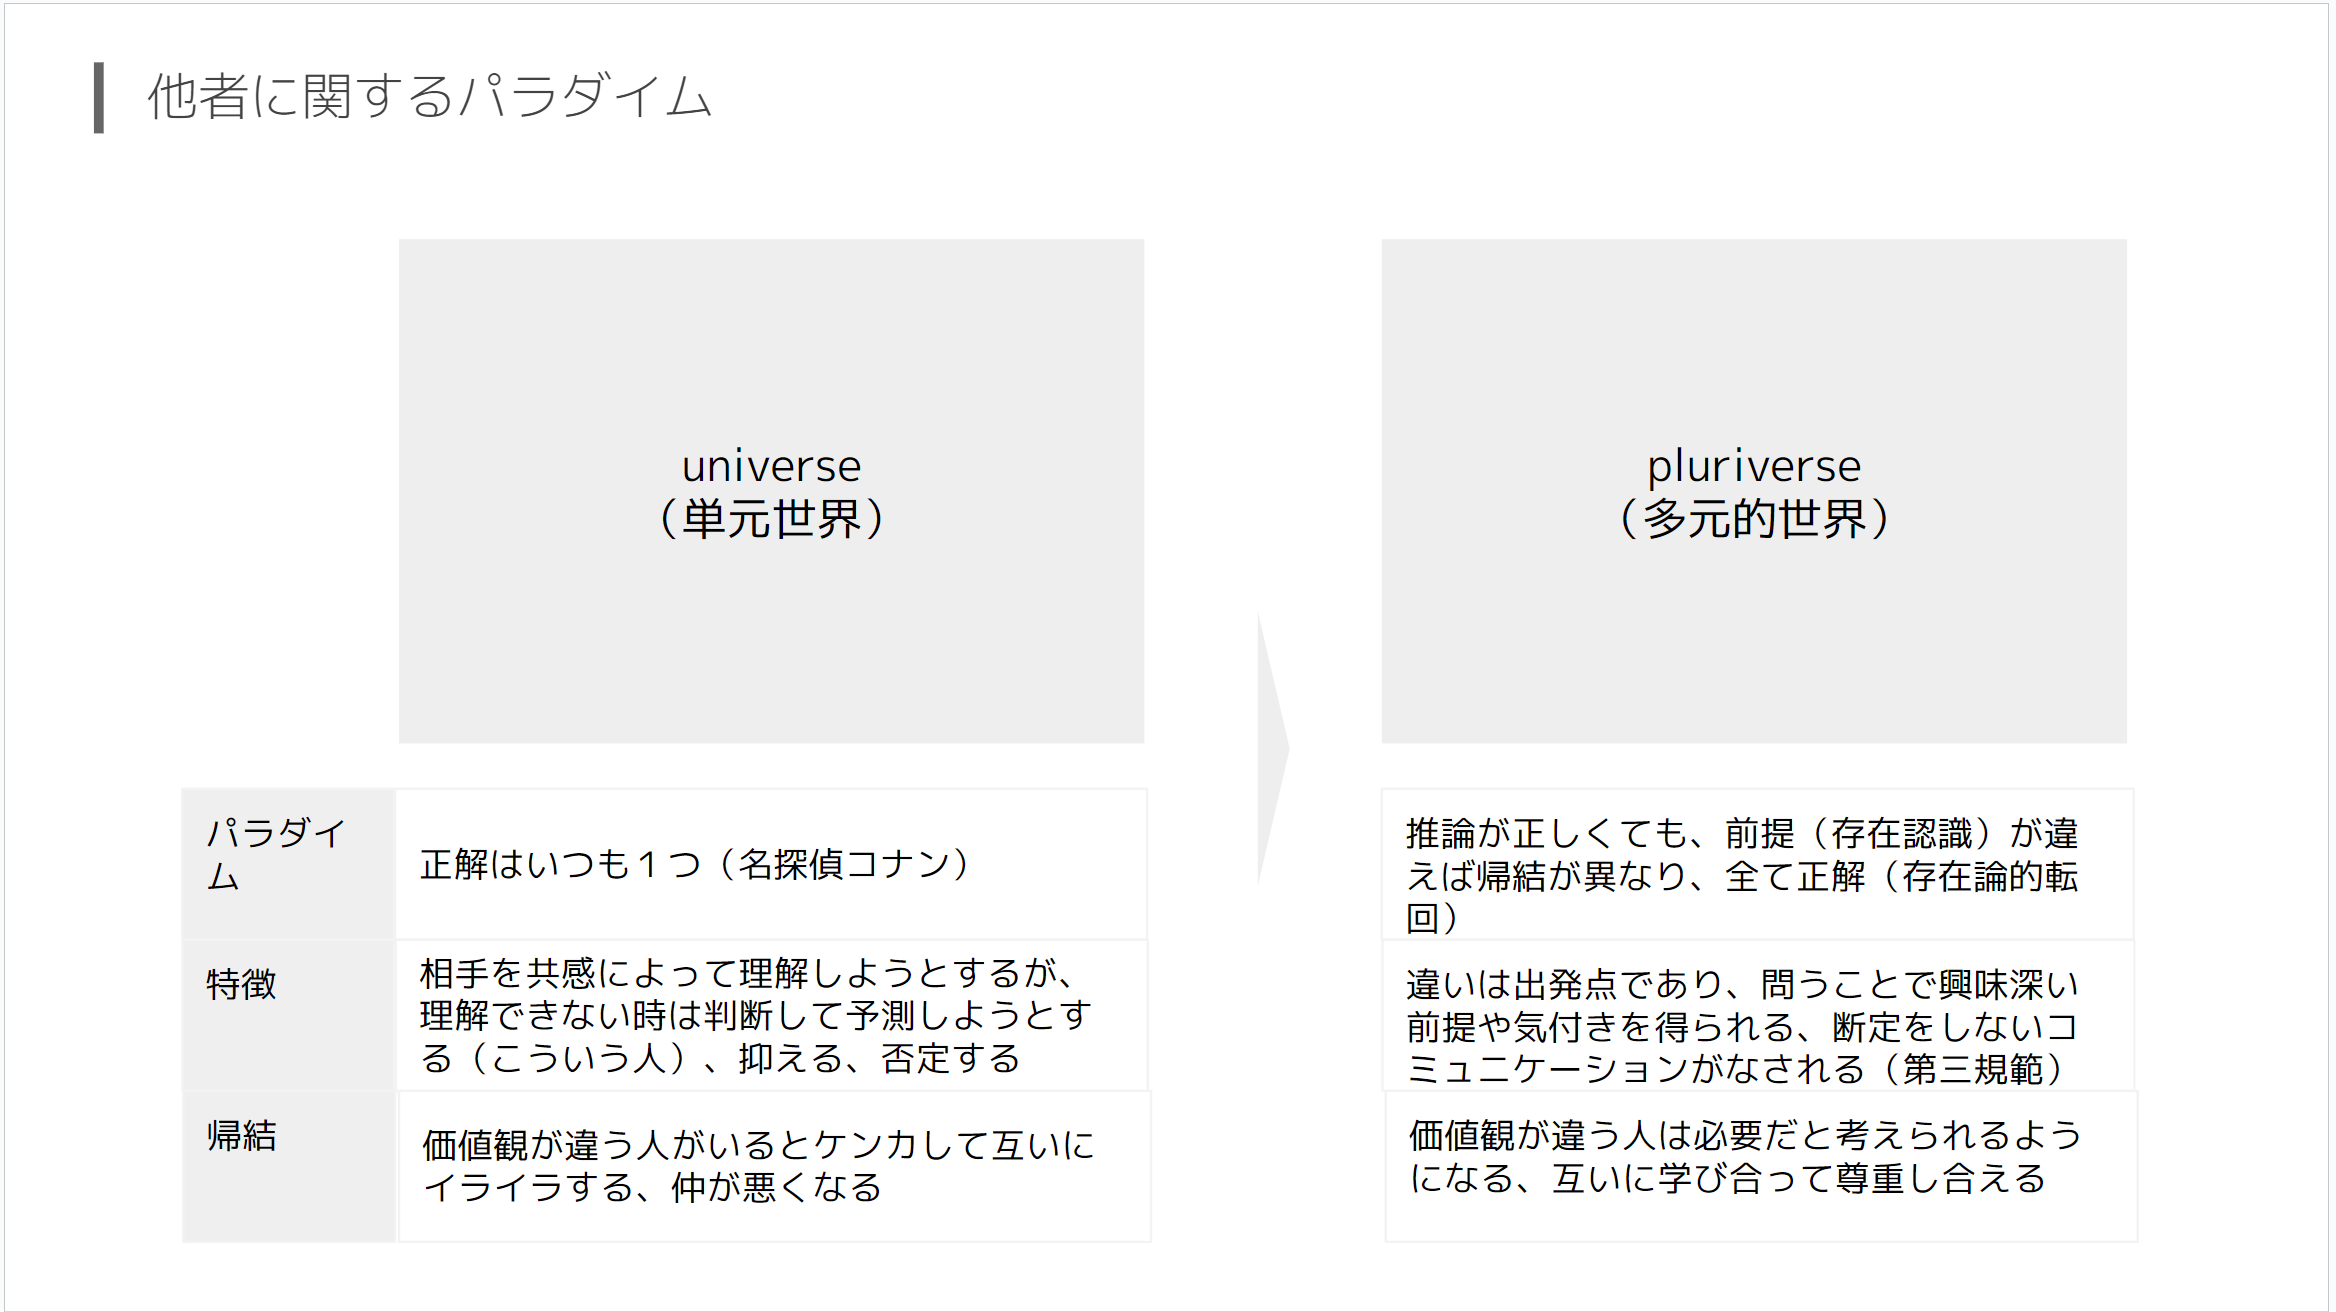 他者に関するパラダイム
universe
（単元世界）
pluriverse
（多元的世界）
パラダイ
ム
正解はいつも１つ（名探偵コナン）
推論が正しくても、前提（存在認識）が違
えば帰結が異なり、全て正解（存在論的転
回）
特徴
相手を共感によって理解しようとするが、
理解できない時は判断して予測しようとす
る（こういう人）、抑える、否定する
違いは出発点であり、問うことで興味深い
前提や気付きを得られる、断定をしないコ
ミュニケーションがなされる（第三規範）
帰結
価値観が違う人がいるとケンカして互いに
イライラする、仲が悪くなる
価値観が違う人は必要だと考えられるよう
になる、互いに学び合って尊重し合える